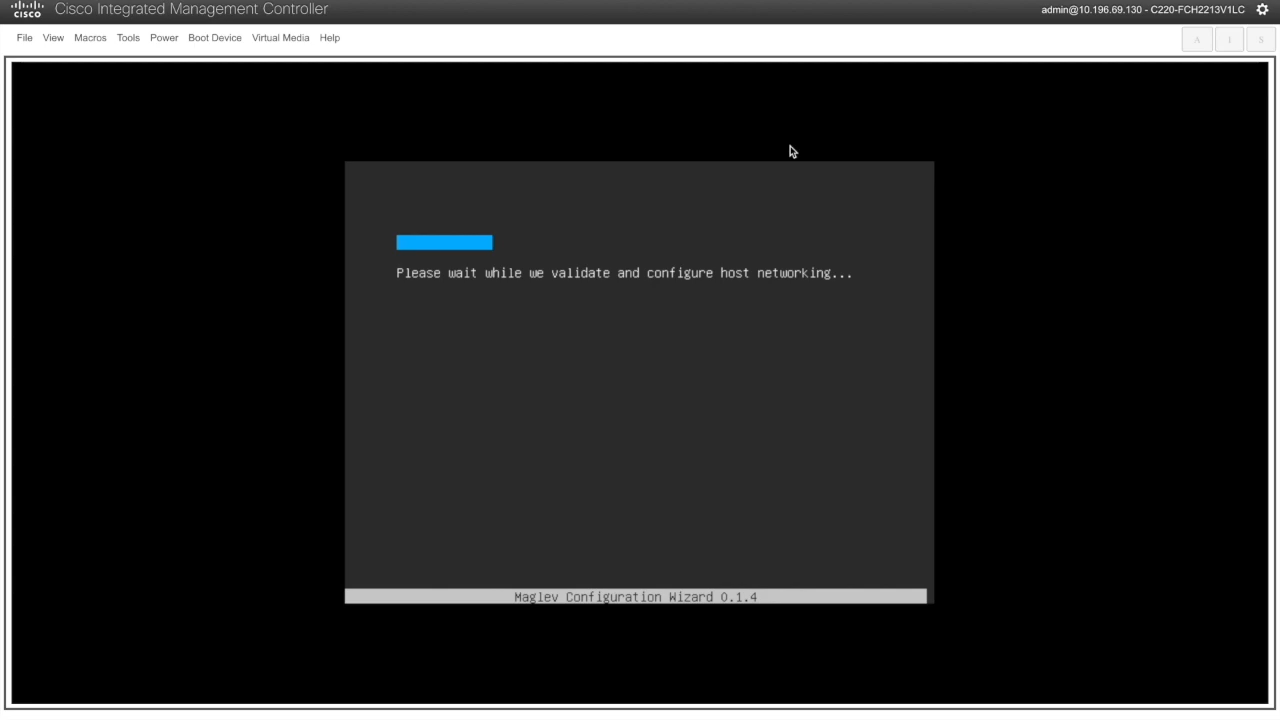 CISCO
Cisco Integrated Management Controller
admin@10.196.69.130 - C220-FCH2213V1LC
File View Macros Tools Power Boot Device Virtual Media Help
A 1 S
Please wait while we validate and configure host networking...
Maglev Configuration Wizard 0.1.4